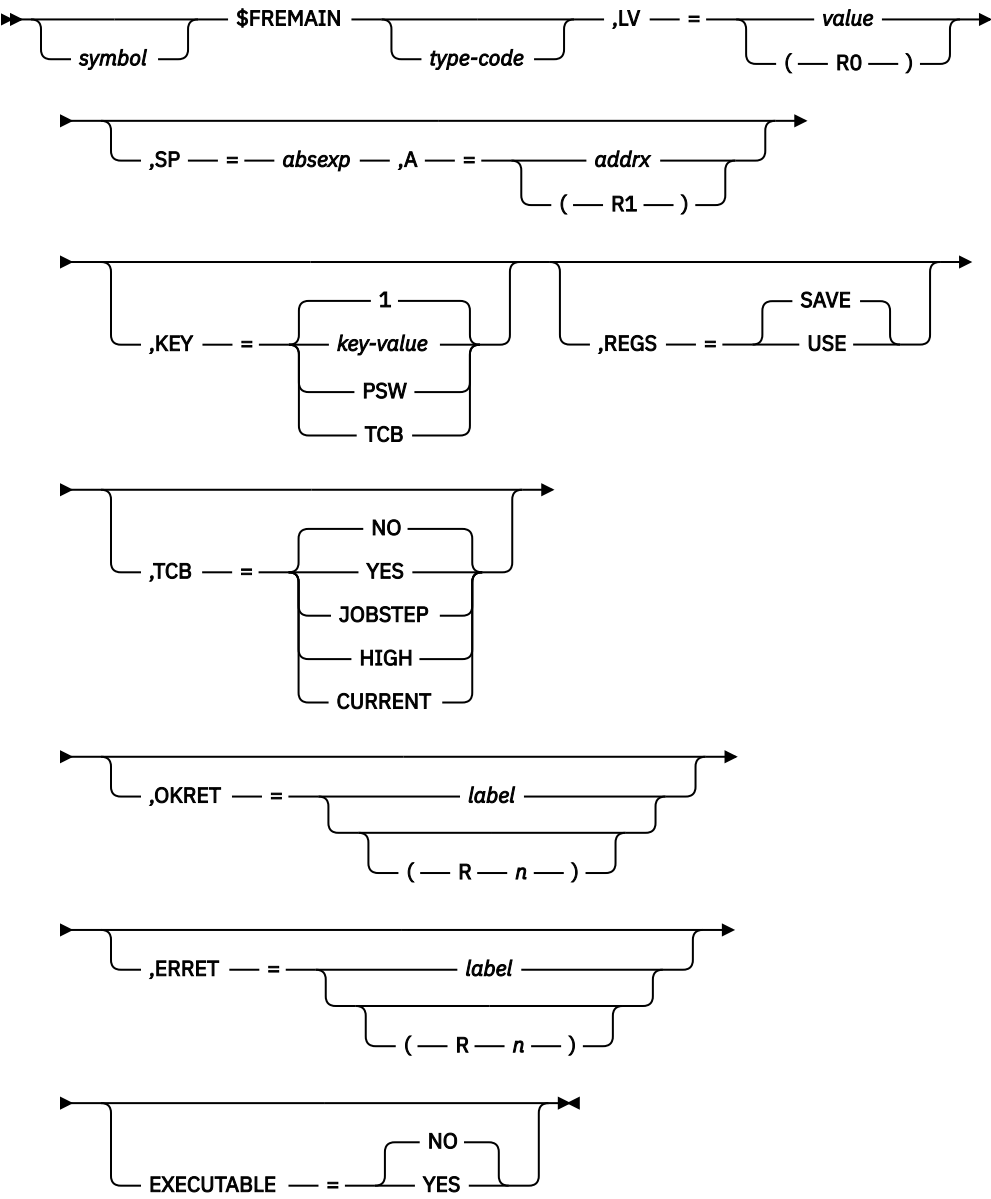 $FREMAIN ,LV = value
symbol type-code ( R0 )
,SP = absexp ,A = addrx
( R1 )
1 SAVE
,KEY = key-value ,REGS = USE
PSW
TCB
NO
,TCB = YES
JOBSTEP
HIGH
CURRENT
,OKRET = label
( R n )
,ERRET = label
( R n )
NO
EXECUTABLE = YES